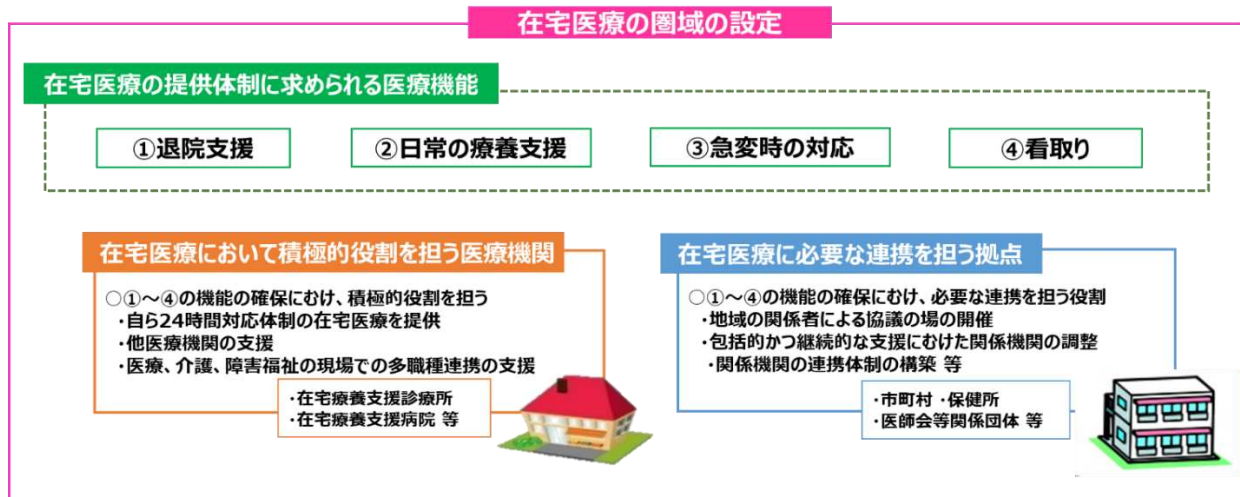 在宅医療の圏域の設定
在宅医療の提供体制に求められる医療機能
①退院支援
②日常の療養支援
③急変時の対応
④看取り
在宅医療において積極的役割を担う医療機関
○①～④の機能の確保にむけ、積極的役割を担う
・自ら24時間対応体制の在宅医療を提供
・他医療機関の支援
・医療、介護、障害福祉の現場での多職種連携の支援
・在宅療養支援診療所
・在宅療養支援病院 等
在宅医療に必要な連携を担う拠点
○①～④の機能の確保にむけ、必要な連携を担う役割
・地域の関係者による協議の場の開催
・包括的かつ継続的な支援にむけた関係機関の調整
・関係機関の連携体制の構築 等
・市町村 ・保健所
・医師会等関係団体 等